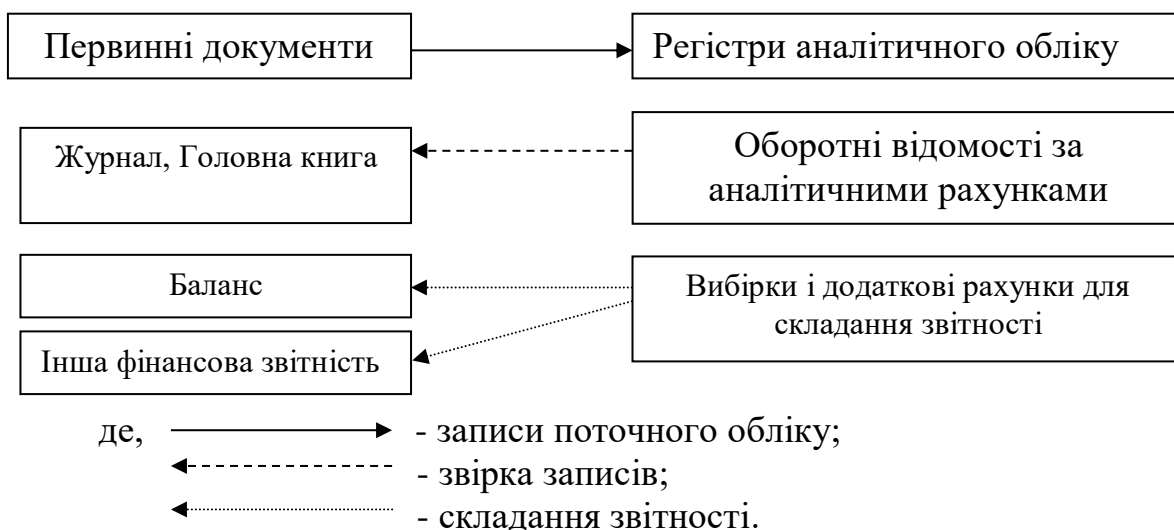 Первинні документи
Регістри аналітичного обліку
Журнал, Головна книга
Оборотні відомості за
аналітичними рахунками
Баланс
Вибірки і додаткові рахунки для
складання звітності
Інша фінансова звітність
де,
- записи поточного обліку;
- звірка записів;
- складання звітності.